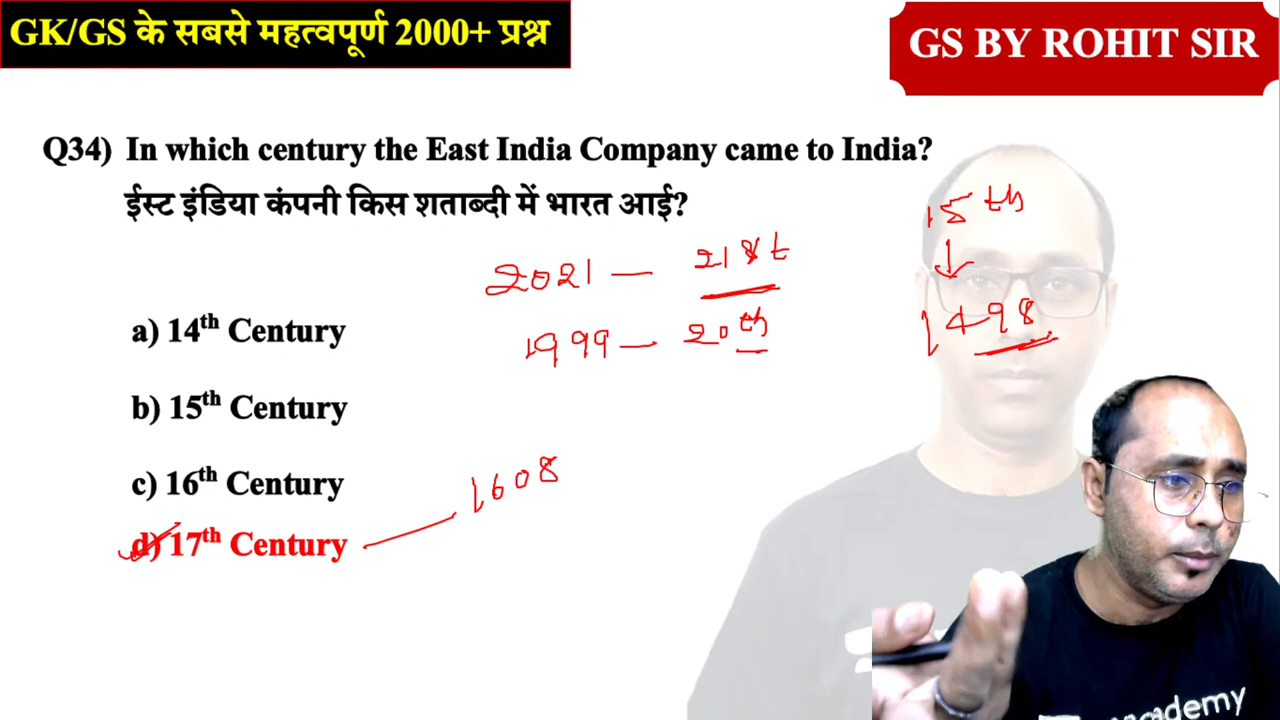 GK/GS के सबसे महत्वपूर्ण 2000+ प्रश्न
GS BY ROHIT SIR
Q34) In which century the East India Company came to India?
ईस्ट इंडिया कंपनी किस शताब्दी में भारत आई?
15th
2021 — 21st
1498
1999 — 20th
a) 14th Century
b) 15th Century
c) 16th Century
1608
d) 17th Century
academy